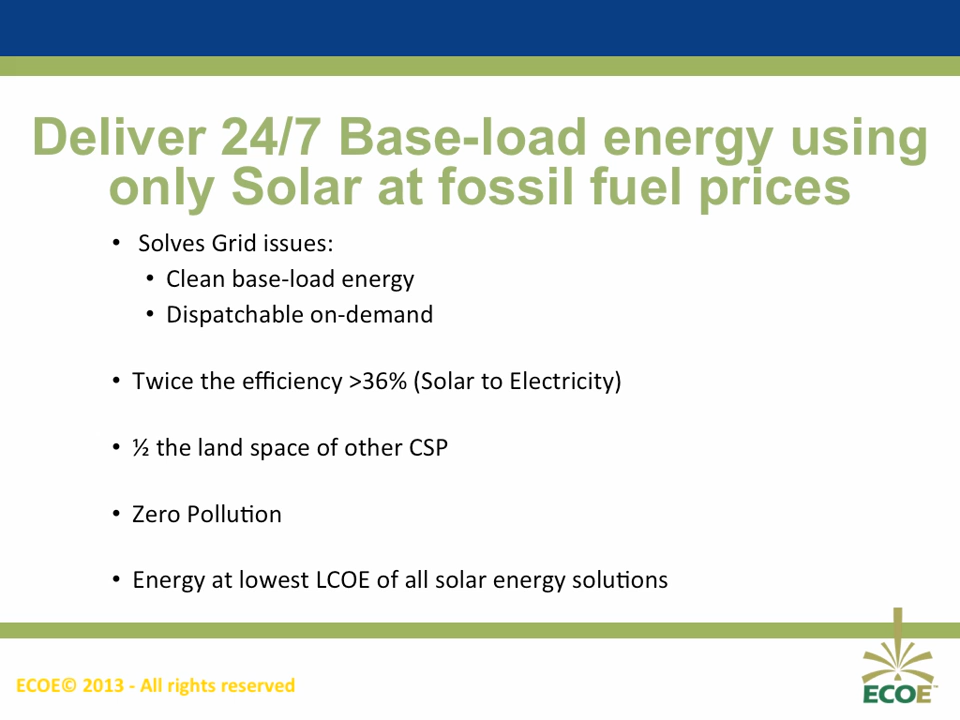 Deliver 24/7 Base-load energy using
only Solar at fossil fuel prices
• Solves Grid issues:
• Clean base-load energy
• Dispatchable on-demand
• Twice the efficiency >36% (Solar to Electricity)
• ½ the land space of other CSP
• Zero Pollution
• Energy at lowest LCOE of all solar energy solutions
ECOE© 2013 - All rights reserved
ECOE™